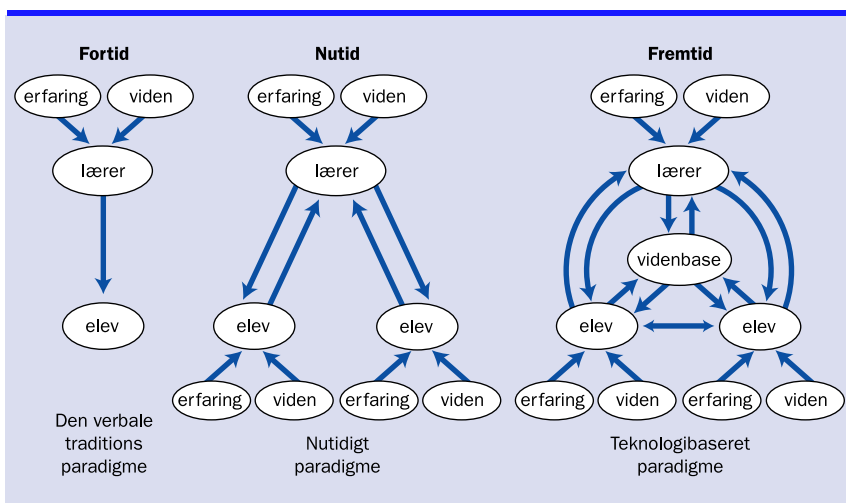 Fortid
erfaring
viden
lærer
elev
Den verbale
traditions
paradigme
Nutid
erfaring
viden
lærer
elev
elev
erfaring
viden
erfaring
viden
Nutidigt
paradigme
Fremtid
erfaring
viden
lærer
videnbase
elev
elev
erfaring
viden
erfaring
viden
Teknologibaseret
paradigme